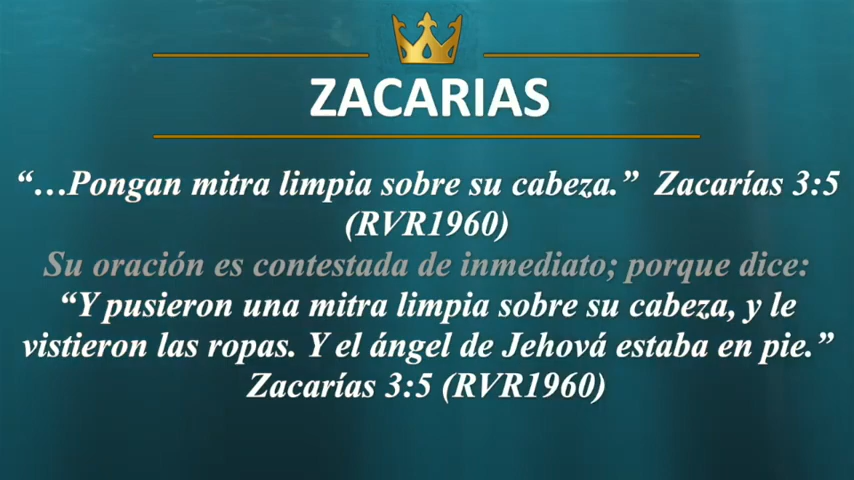 ZACARIAS
“…Pongan mitra limpia sobre su cabeza.” Zacarías 3:5
(RVR1960)
Su oración es contestada de inmediato; porque dice:
“Y pusieron una mitra limpia sobre su cabeza, y le
vistieron las ropas. Y el ángel de Jehová estaba en pie.”
Zacarías 3:5 (RVR1960)